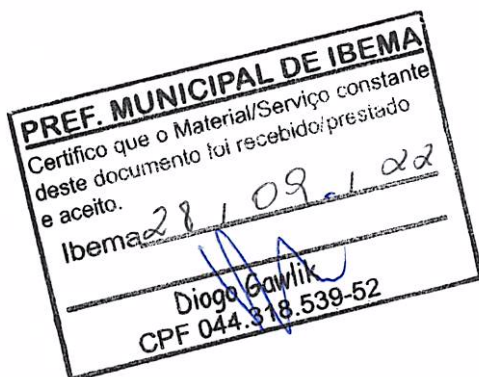 PREF. MUNICIPAL DE IBEMA
Certifico que o Material/Serviço constante
deste documento foi recebido/prestado
e aceito.
Ibema 28 / 09 / 22
Diogo Gawlik
CPF 044.318.539-52